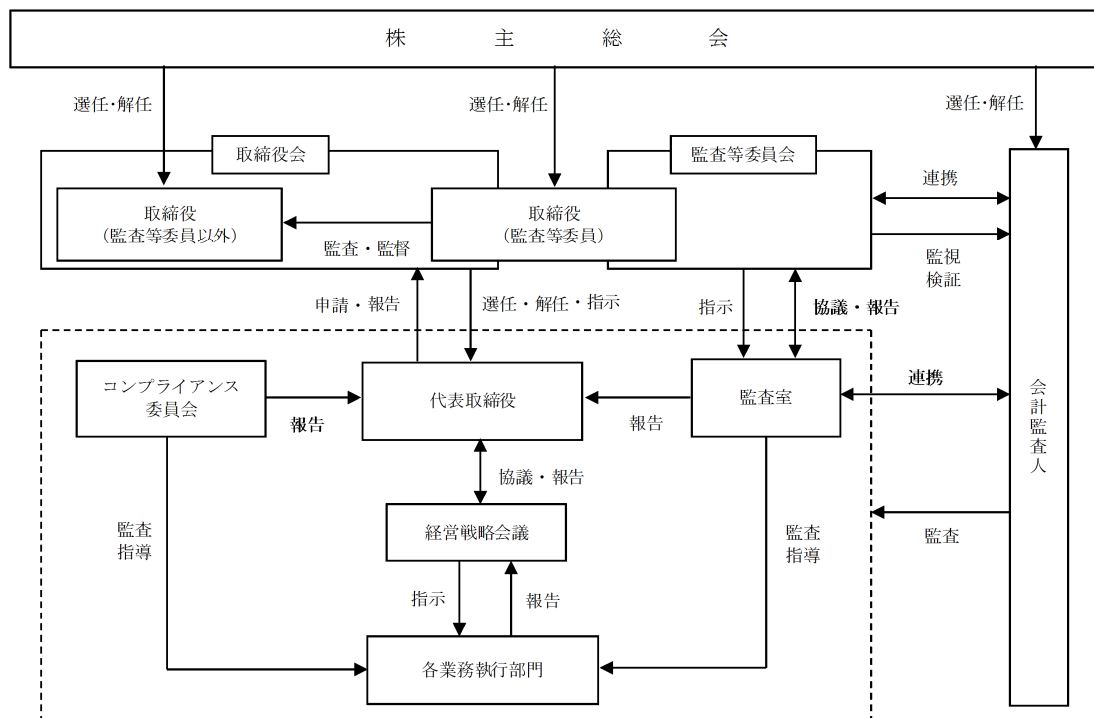 株主総会
選任・解任
選任・解任
選任・解任
取締役会
監査等委員会
取締役
（監査等委員以外）
取締役
（監査等委員）
監査・監督
連携
監視
検証
申請・報告
選任・解任・指示
指示
協議・報告
コンプライアンス
委員会
代表取締役
監査室
報告
報告
連携
会計監査人
協議・報告
経営戦略会議
監査
指導
監査
指導
監査
指示
報告
各業務執行部門